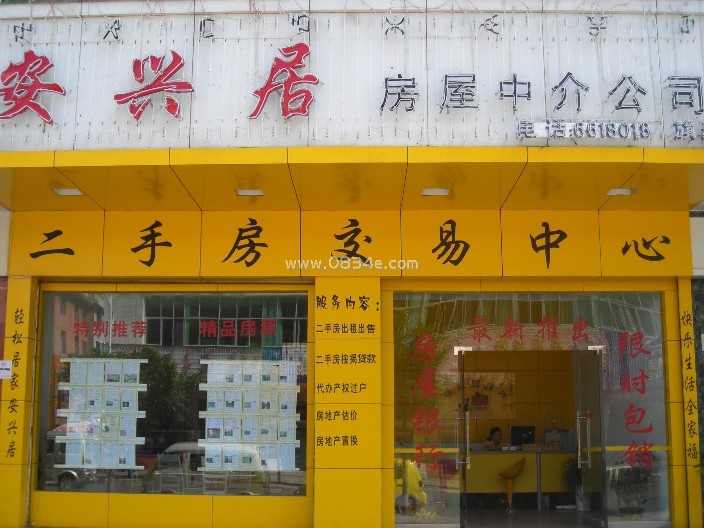 安兴居
房屋中介公司
电话:6618018
二手房交易中心
www.0834e.com
轻松居家安兴居
特别推荐 精品房源
服务内容:
二手房出租出售
二手房按揭贷款
代办产权过户
房地产估价
房地产置换
最新推出
房屋银行
限时包销
快乐生活全家福